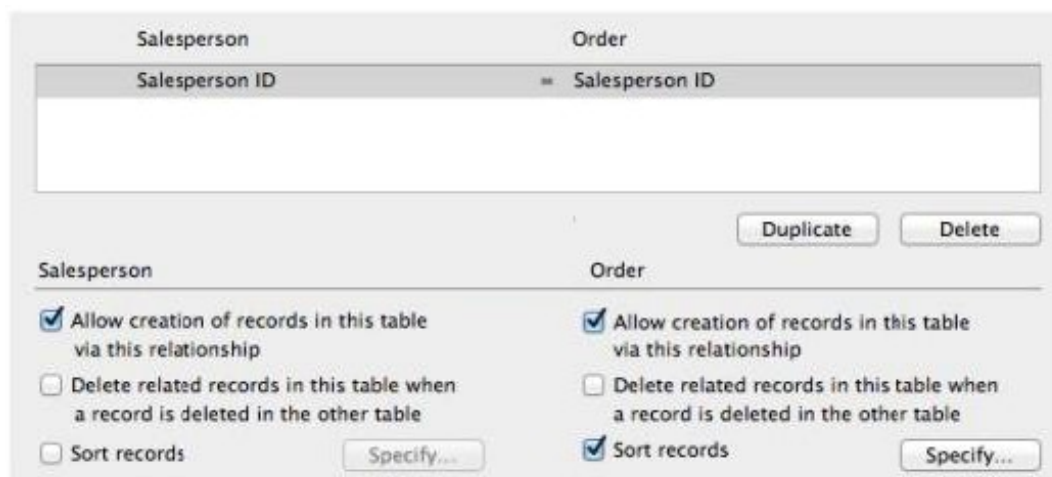 Salesperson Order
Salesperson ID = Salesperson ID
Duplicate Delete
Salesperson Order
Allow creation of records in this table
via this relationship
Allow creation of records in this table
via this relationship
Delete related records in this table when
a record is deleted in the other table
Delete related records in this table when
a record is deleted in the other table
Sort records Specify...
Sort records Specify...